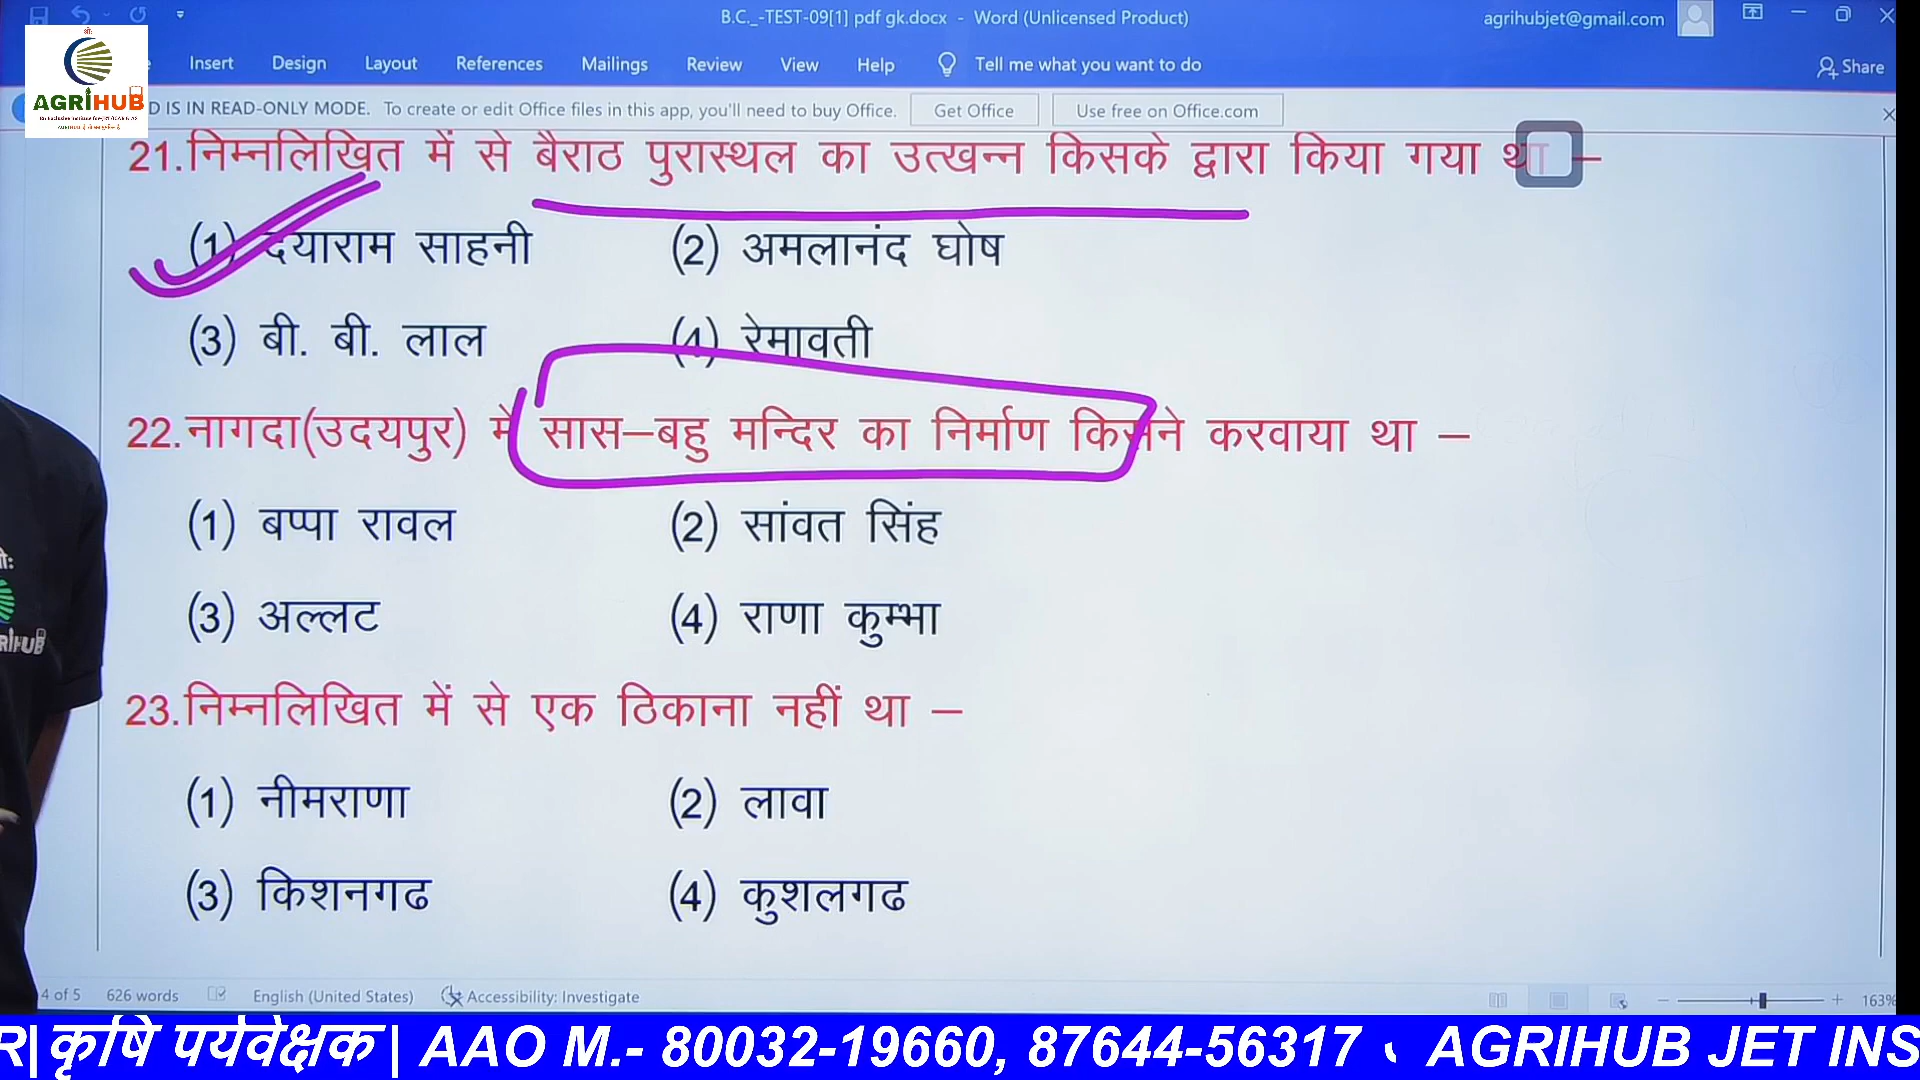 B.C._-TEST-09[1] pdf gk.docx - Word (Unlicensed Product)
agrihubjet@gmail.com
Insert Design Layout References Mailings Review View Help Tell me what you want to do
Share
AGRIHUB
D IS IN READ-ONLY MODE. To create or edit Office files in this app, you'll need to buy Office. Get Office Use free on Office.com
21.निम्नलिखित में से बैराठ पुरास्थल का उत्खन्न किसके द्वारा किया गया था –
(1) दयाराम साहनी (2) अमलानंद घोष
(3) बी. बी. लाल (4) रेमावती
22.नागदा(उदयपुर) में सास–बहु मन्दिर का निर्माण किसने करवाया था –
(1) बप्पा रावल (2) सांवत सिंह
(3) अल्लट (4) राणा कुम्भा
23.निम्नलिखित में से एक ठिकाना नहीं था –
(1) नीमराणा (2) लावा
(3) किशनगढ (4) कुशलगढ
4 of 5 626 words English (United States) Accessibility: Investigate
163%
R|कृषि पर्यवेक्षक | AAO M.- 80032-19660, 87644-56317 AGRIHUB JET INS